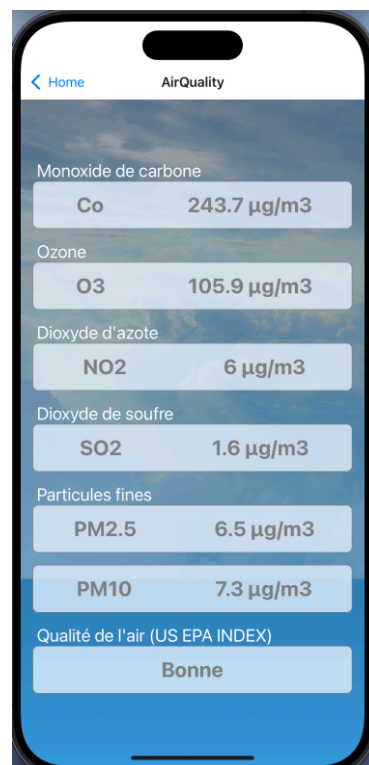 Home AirQuality
Monoxide de carbone
Co 243.7 µg/m3
Ozone
O3 105.9 µg/m3
Dioxyde d'azote
NO2 6 µg/m3
Dioxyde de soufre
SO2 1.6 µg/m3
Particules fines
PM2.5 6.5 µg/m3
PM10 7.3 µg/m3
Qualité de l'air (US EPA INDEX)
Bonne